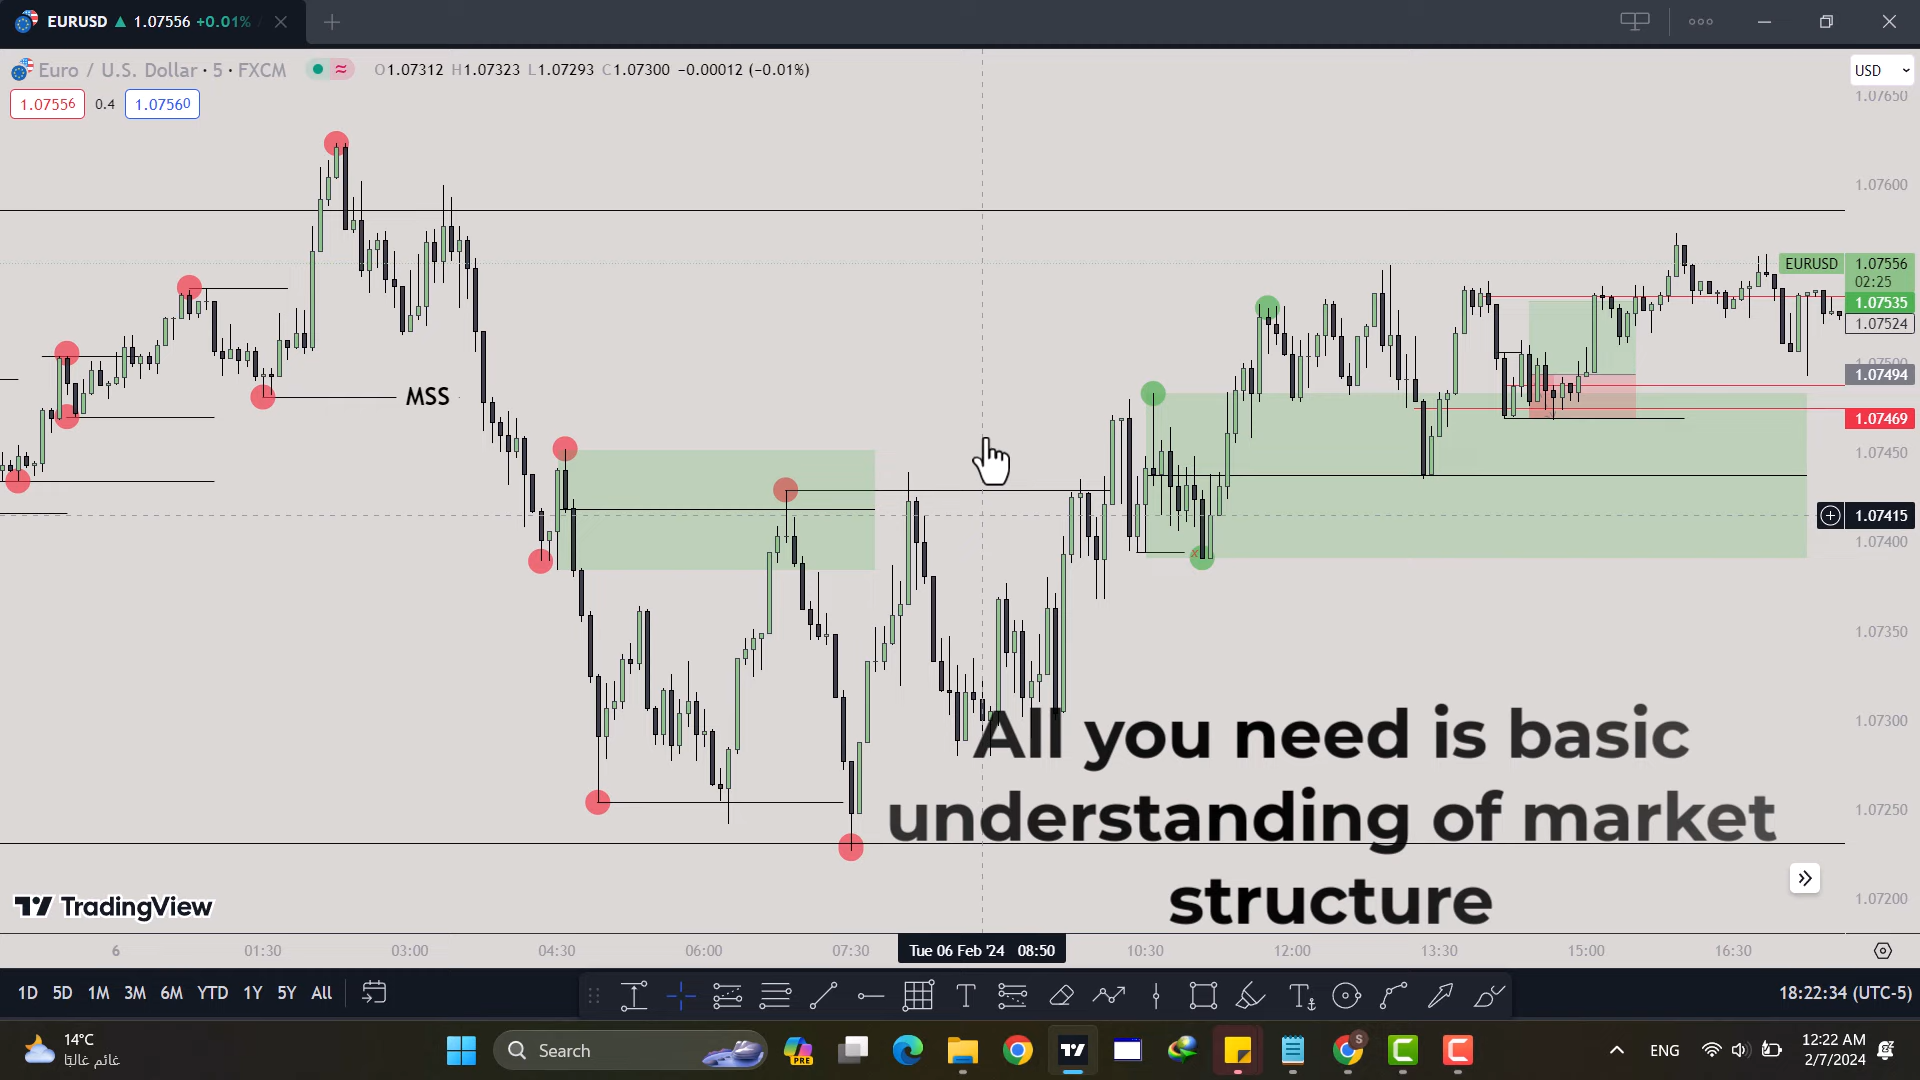 EURUSD ▲ 1.07556 +0.01% /
Euro / U.S. Dollar · 5 · FXCM
O1.07312 H1.07323 L1.07293 C1.07300 −0.00012 (−0.01%)
USD
1.07556 0.4 1.07560
1.07650
1.07600
EURUSD 1.07556
02:25
1.07535
1.07524
1.07500
1.07494
MSS
1.07469
1.07450
1.07415
1.07400
1.07350
1.07300
All you need is basic
understanding of market
structure
1.07250
1.07200
TradingView
6 01:30 03:00 04:30 06:00 07:30 Tue 06 Feb '24 08:50 10:30 12:00 13:30 15:00 16:30
1D 5D 1M 3M 6M YTD 1Y 5Y All
18:22:34 (UTC-5)
14°C
غائم غالبًا
Search
PRE
S
ENG
12:22 AM
2/7/2024